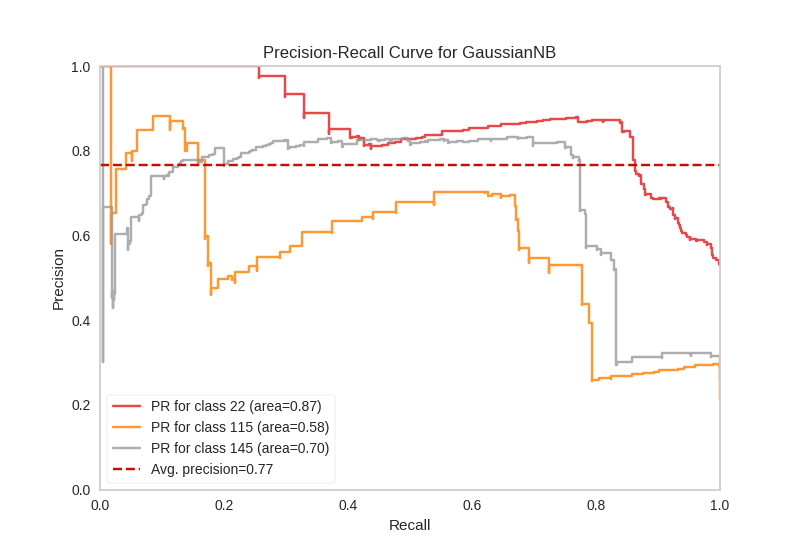 Precision-Recall Curve for GaussianNB
1.0
0.8
0.6
0.4
0.2
0.0
Precision
PR for class 22 (area=0.87)
PR for class 115 (area=0.58)
PR for class 145 (area=0.70)
Avg. precision=0.77
0.0 0.2 0.4 0.6 0.8 1.0
Recall